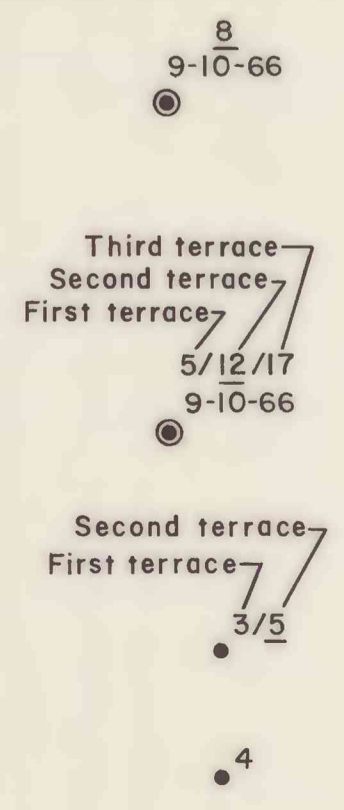 8
9-10-66
Third terrace
Second terrace
First terrace
5/12/17
9-10-66
Second terrace
First terrace
3/5
4